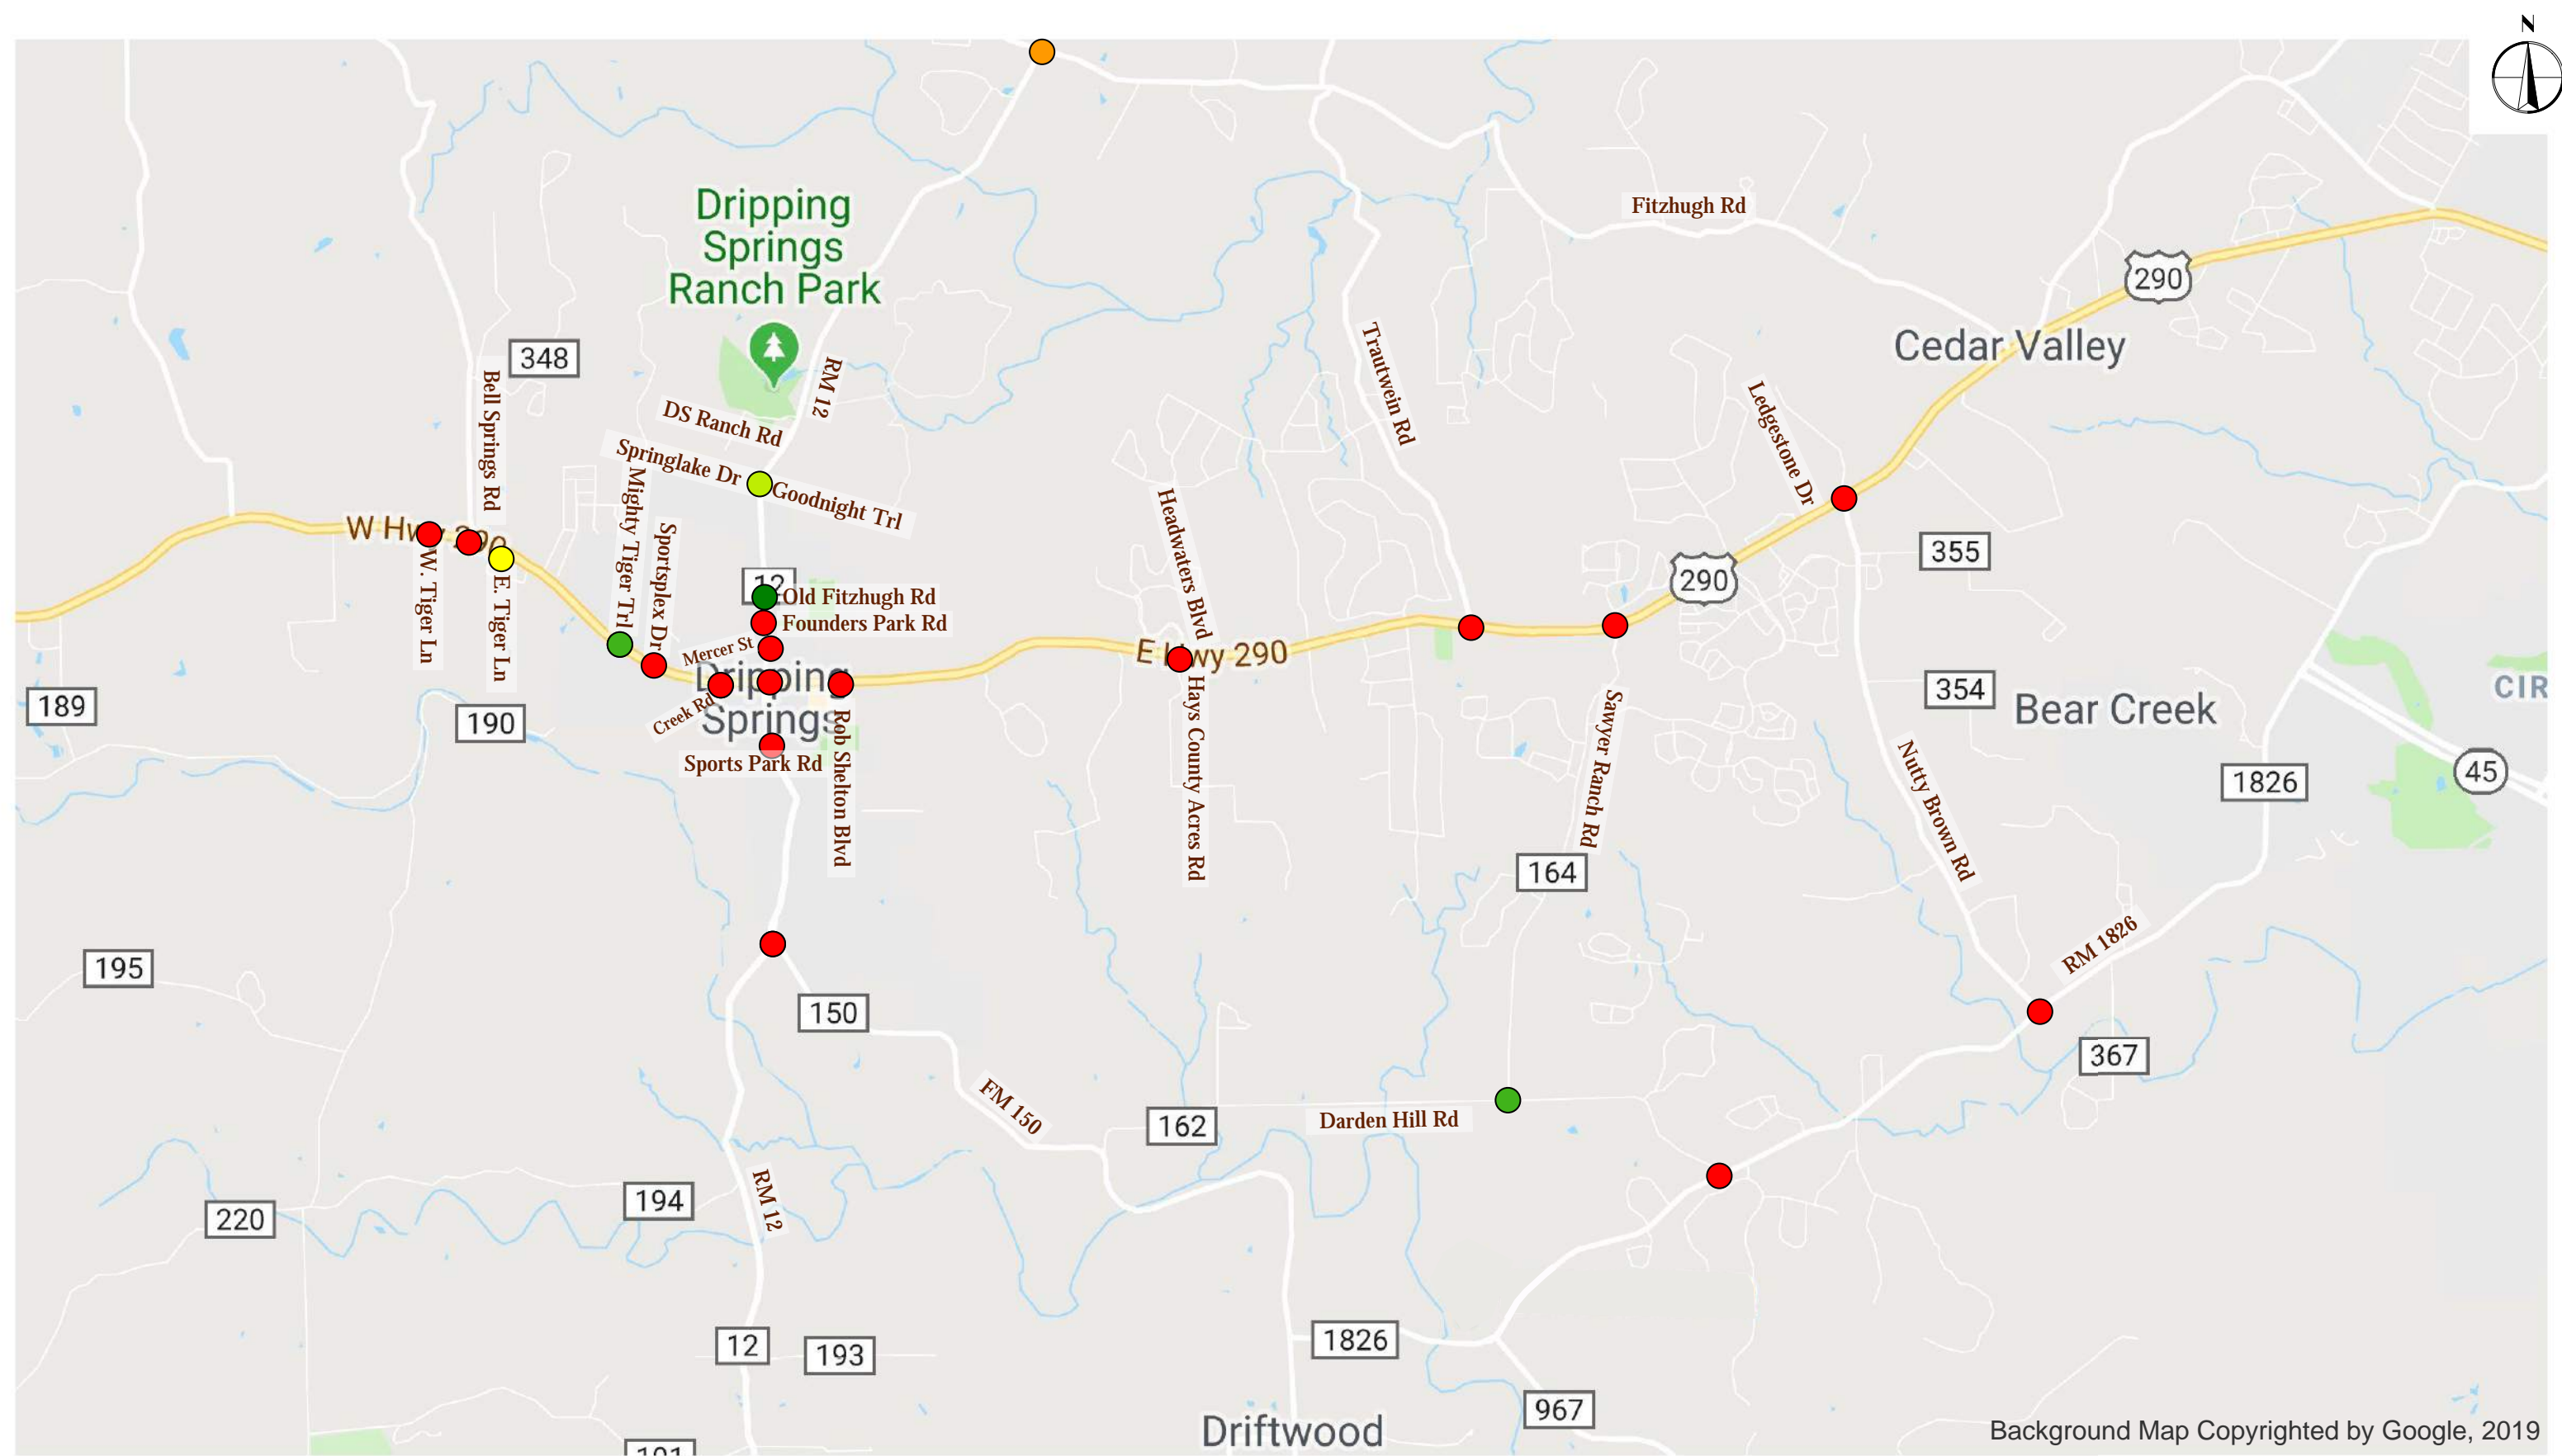 N
Dripping
Springs
Ranch Park
Fitzhugh Rd
290
Cedar Valley
348
Bell Springs Rd
RM 12
Trautwein Rd
Ledgestone Dr
DS Ranch Rd
Springlake Dr
Goodnight Trl
Mighty Tiger Trl
Sportsplex Dr
Headwaters Blvd
W Hwy 290
W. Tiger Ln
E. Tiger Ln
12
Old Fitzhugh Rd
Founders Park Rd
Mercer St
E Hwy 290
290
355
354
Bear Creek
CIR
189
190
Dripping
Springs
Creek Rd
Sports Park Rd
Rob Shelton Blvd
Hays County Acres Rd
Sawyer Ranch Rd
Nutty Brown Rd
1826
45
164
195
150
RM 1826
367
FM 150
162
Darden Hill Rd
194
220
RM 12
12
193
1826
967
Driftwood
191
Background Map Copyrighted by Google, 2019